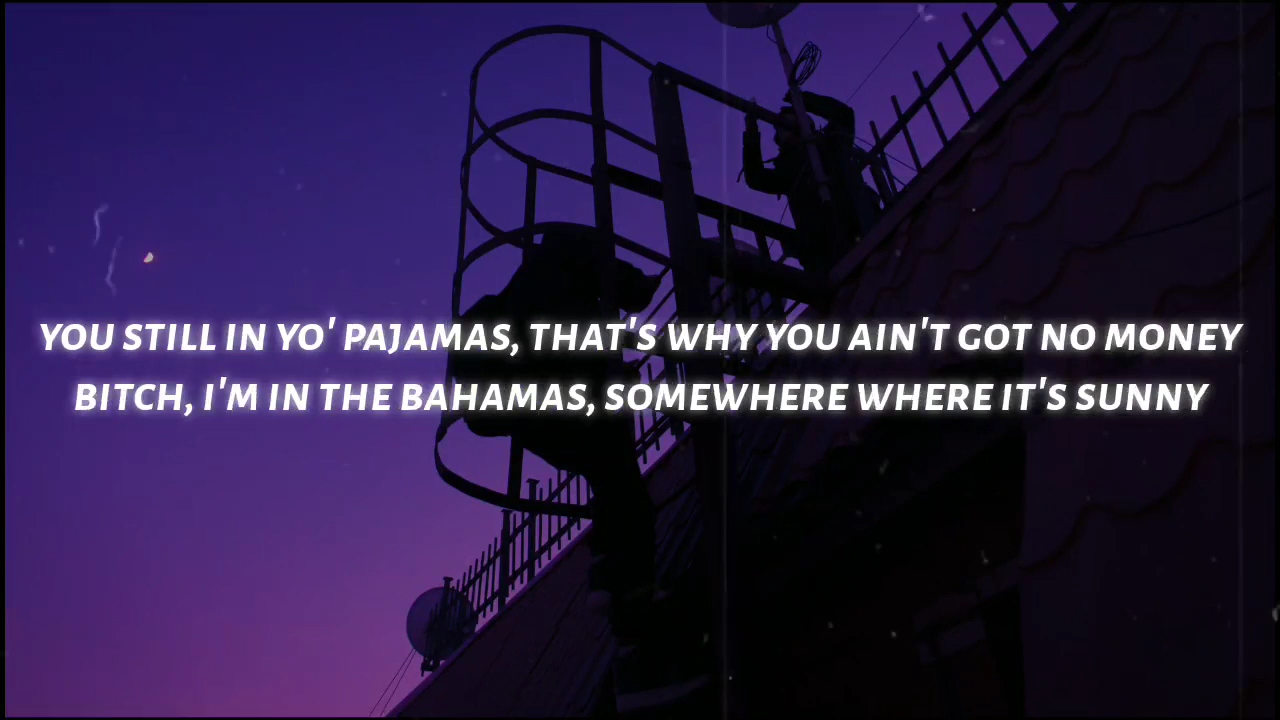 YOU STILL IN YO' PAJAMAS, THAT'S WHY YOU AIN'T GOT NO MONEY
BITCH, I'M IN THE BAHAMAS, SOMEWHERE WHERE IT'S SUNNY